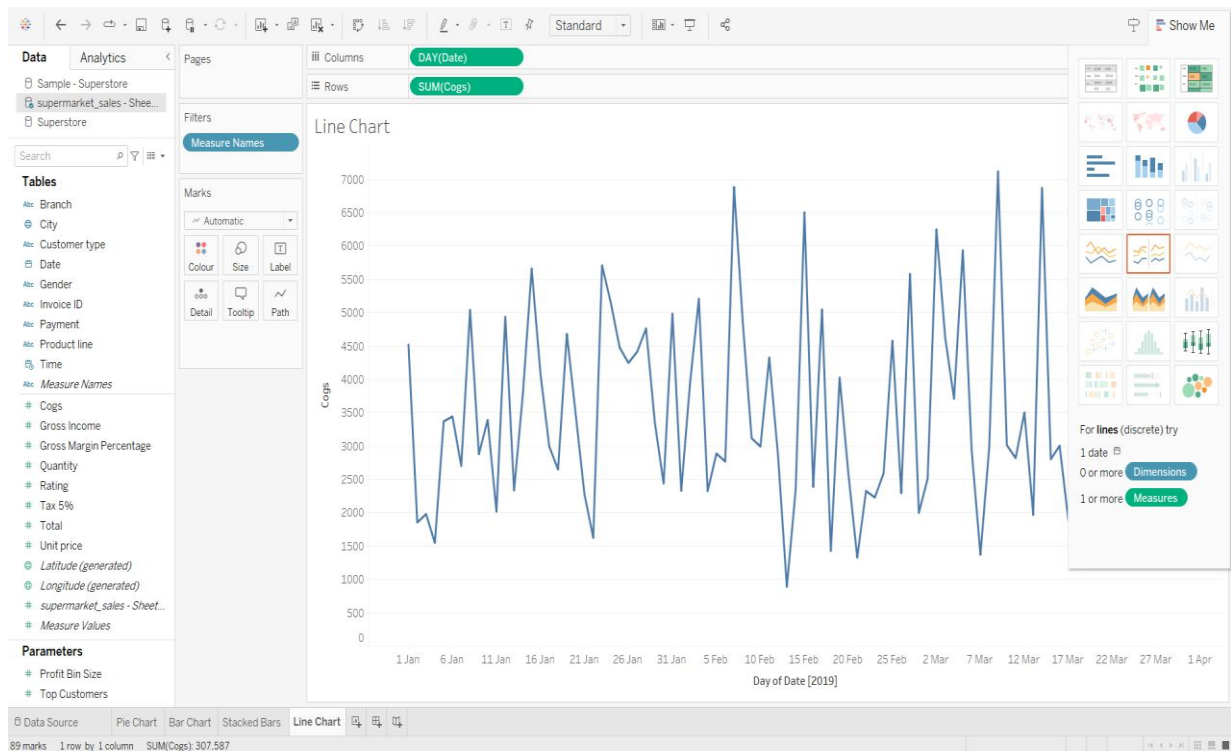 Standard
Show Me
Data
Analytics
Sample - Superstore
supermarket_sales - Shee...
Superstore
Search
Tables
Abc Branch
City
Abc Customer type
Date
Abc Gender
Abc Invoice ID
Abc Payment
Abc Product line
Time
Abc Measure Names
# Cogs
# Gross Income
# Gross Margin Percentage
# Quantity
# Rating
# Tax 5%
# Total
# Unit price
Latitude (generated)
Longitude (generated)
# supermarket_sales - Sheet...
# Measure Values
Parameters
# Profit Bin Size
# Top Customers
Pages
Filters
Measure Names
Marks
Automatic
Colour Size Label
Detail Tooltip Path
Columns
DAY(Date)
Rows
SUM(Cogs)
Line Chart
Cogs
7000
6500
6000
5500
5000
4500
4000
3500
3000
2500
2000
1500
1000
500
0
1 Jan 6 Jan 11 Jan 16 Jan 21 Jan 26 Jan 31 Jan 5 Feb 10 Feb 15 Feb 20 Feb 25 Feb 2 Mar 7 Mar 12 Mar 17 Mar 22 Mar 27 Mar 1 Apr
Day of Date [2019]
For lines (discrete) try
1 date
0 or more Dimensions
1 or more Measures
Data Source
Pie Chart
Bar Chart
Stacked Bars
Line Chart
89 marks 1 row by 1 column SUM(Cogs): 307,587